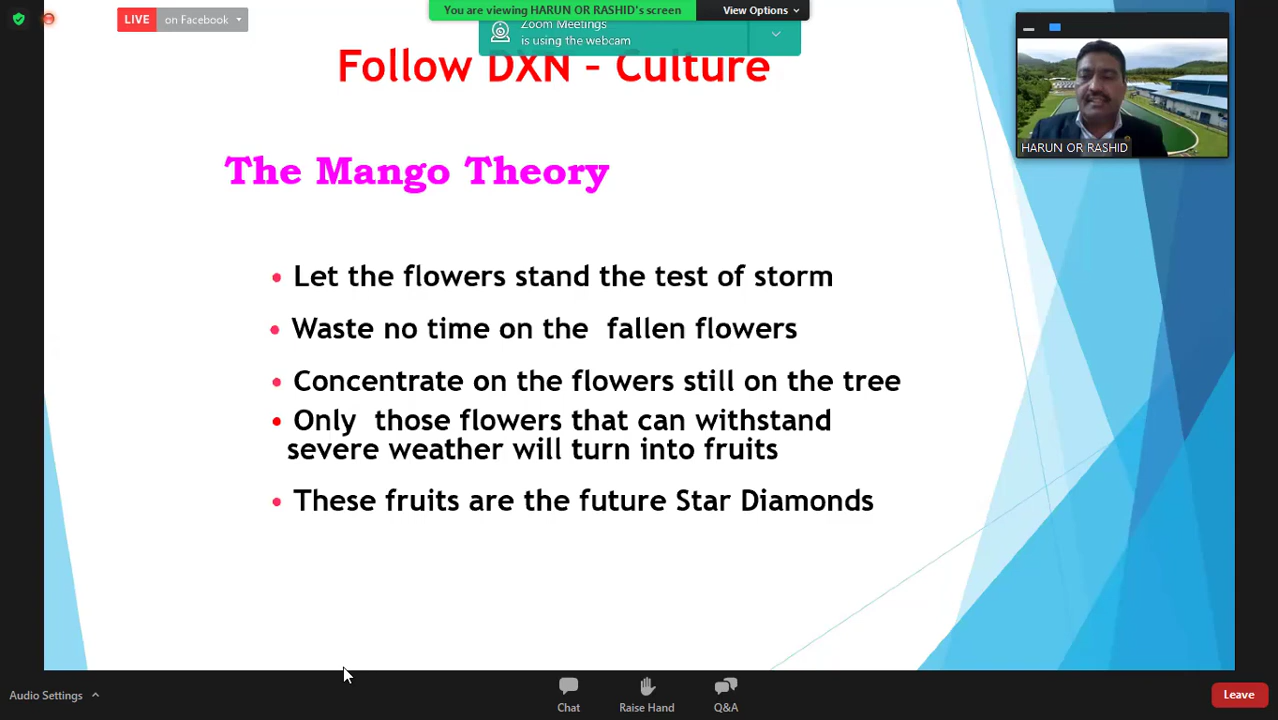 You are viewing HARUN OR RASHID's screen
View Options
LIVE on Facebook
Zoom Meetings
is using the webcam
Follow DXN – Culture
HARUN OR RASHID
The Mango Theory
• Let the flowers stand the test of storm
• Waste no time on the fallen flowers
• Concentrate on the flowers still on the tree
• Only those flowers that can withstand
severe weather will turn into fruits
• These fruits are the future Star Diamonds
Audio Settings
Chat
Raise Hand
Q&A
Leave